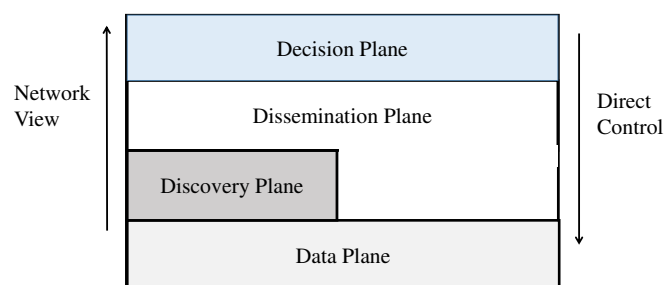 Decision Plane
Network
View
Dissemination Plane
Direct
Control
Discovery Plane
Data Plane